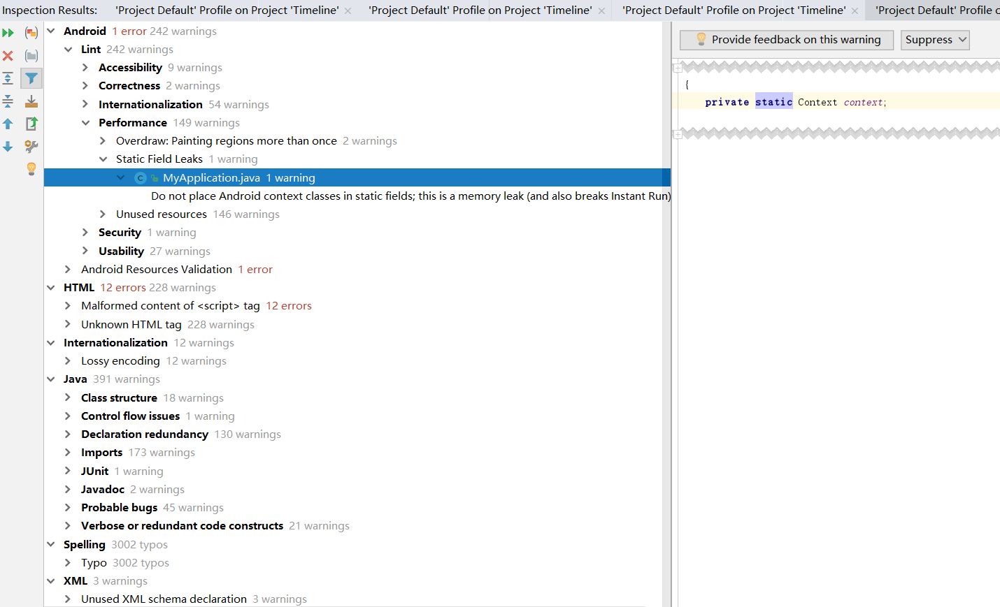 Inspection Results: 'Project Default' Profile on Project 'Timeline' 'Project Default' Profile on Project 'Timeline' 'Project Default' Profile on Project 'Timeline' 'Project Default' Profile
Android 1 error 242 warnings
Lint 242 warnings
Accessibility 9 warnings
Correctness 2 warnings
Internationalization 54 warnings
Performance 149 warnings
Overdraw: Painting regions more than once 2 warnings
Static Field Leaks 1 warning
C MyApplication.java 1 warning
Do not place Android context classes in static fields; this is a memory leak (and also breaks Instant Run)
Unused resources 146 warnings
Security 1 warning
Usability 27 warnings
Android Resources Validation 1 error
HTML 12 errors 228 warnings
Malformed content of <script> tag 12 errors
Unknown HTML tag 228 warnings
Internationalization 12 warnings
Lossy encoding 12 warnings
Java 391 warnings
Class structure 18 warnings
Control flow issues 1 warning
Declaration redundancy 130 warnings
Imports 173 warnings
JUnit 1 warning
Javadoc 2 warnings
Probable bugs 45 warnings
Verbose or redundant code constructs 21 warnings
Spelling 3002 typos
Typo 3002 typos
XML 3 warnings
Unused XML schema declaration 3 warnings
Provide feedback on this warning Suppress
{
private static Context context;